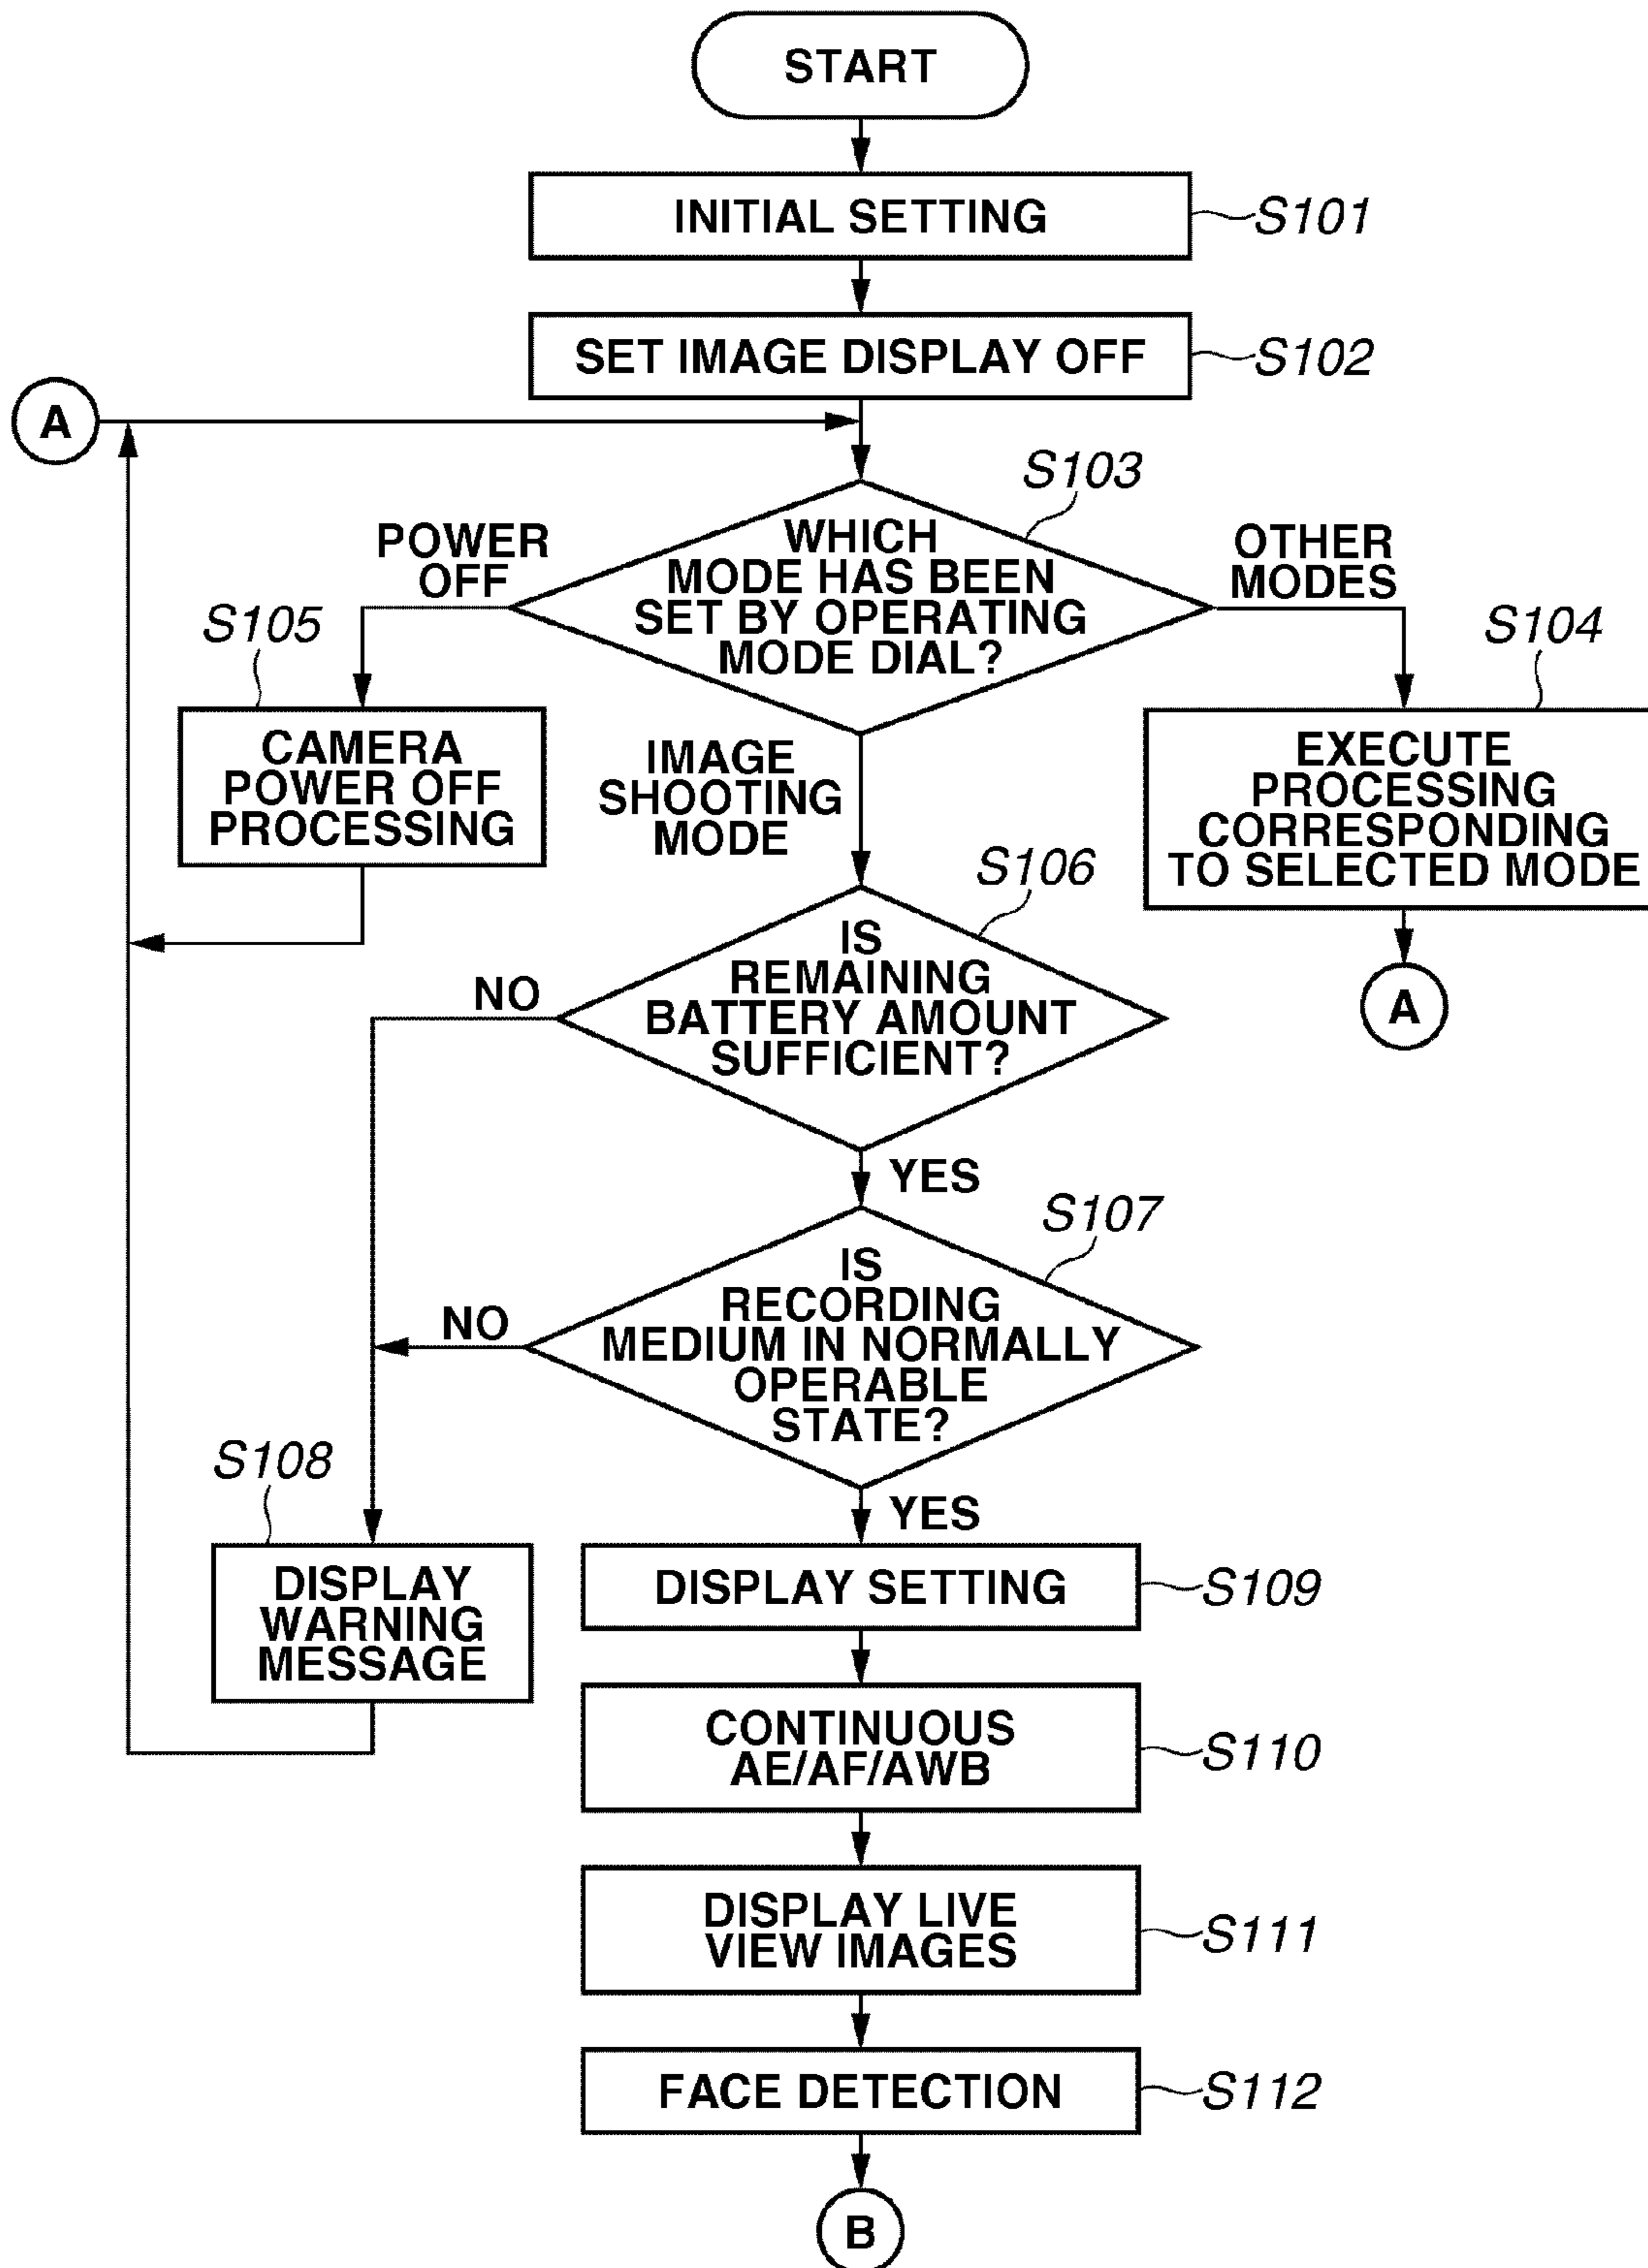 START
INITIAL SETTING
S101
SET IMAGE DISPLAY OFF
S102
A
S103
WHICH
MODE HAS BEEN
SET BY OPERATING
MODE DIAL?
POWER
OFF
OTHER
MODES
S105
CAMERA
POWER OFF
PROCESSING
IMAGE
SHOOTING
MODE
S104
EXECUTE
PROCESSING
CORRESPONDING
TO SELECTED MODE
A
S106
IS
REMAINING
BATTERY AMOUNT
SUFFICIENT?
NO
YES
S107
IS
RECORDING
MEDIUM IN NORMALLY
OPERABLE
STATE?
NO
YES
S108
DISPLAY
WARNING
MESSAGE
DISPLAY SETTING
S109
CONTINUOUS
AE/AF/AWB
S110
DISPLAY LIVE
VIEW IMAGES
S111
FACE DETECTION
S112
B